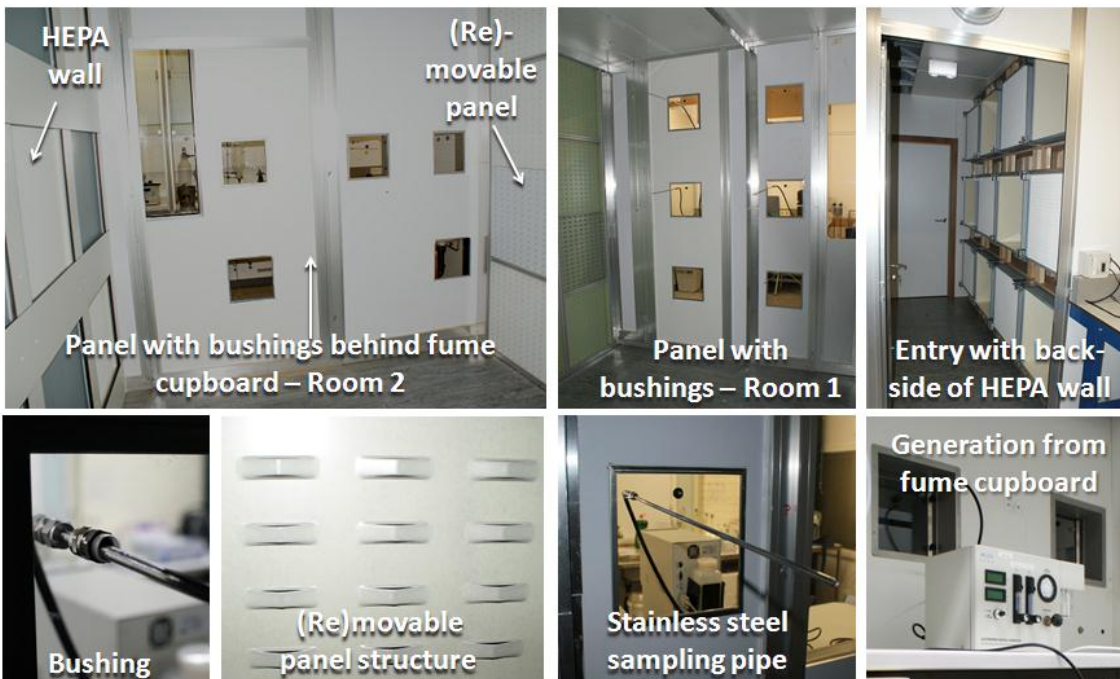 HEPA
wall
(Re)-
movable
panel
Panel with bushings behind fume
cupboard – Room 2
Panel with
bushings – Room 1
Entry with back-
side of HEPA wall
Bushing
(Re)movable
panel structure
Stainless steel
sampling pipe
Generation from
fume cupboard